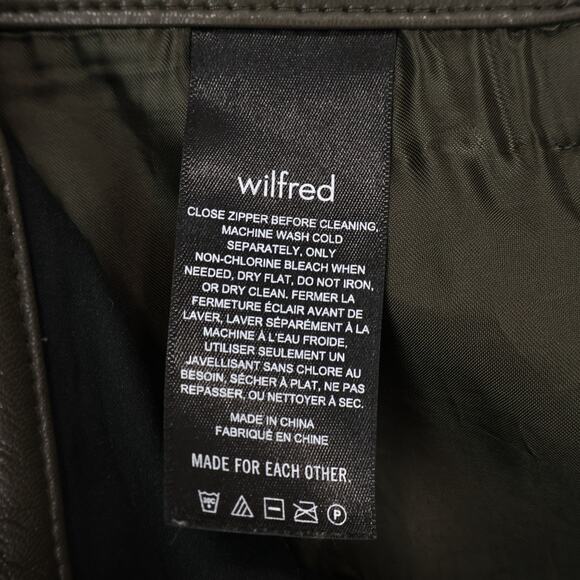 wilfred
CLOSE ZIPPER BEFORE CLEANING,
MACHINE WASH COLD
SEPARATELY, ONLY
NON-CHLORINE BLEACH WHEN
NEEDED, DRY FLAT, DO NOT IRON,
OR DRY CLEAN. FERMER LA
FERMETURE ÉCLAIR AVANT DE
LAVER, LAVER SÉPARÉMENT À LA
MACHINE À L'EAU FROIDE,
UTILISER SEULEMENT UN
JAVELLISANT SANS CHLORE AU
BESOIN, SÉCHER À PLAT, NE PAS
REPASSER, OU NETTOYER À SEC.
MADE IN CHINA
FABRIQUÉ EN CHINE
MADE FOR EACH OTHER.
30C
P